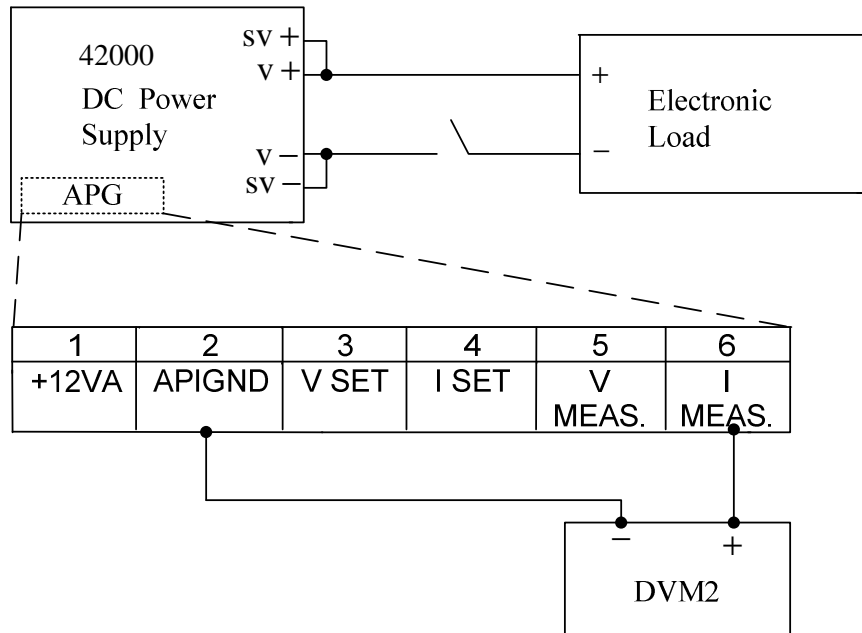 sv +
42000
v +
DC Power
Supply
v −
sv −
APG
+
Electronic
Load
−
1 2 3 4 5 6
+12VA APIGND V SET I SET V MEAS. I MEAS.
− +
DVM2